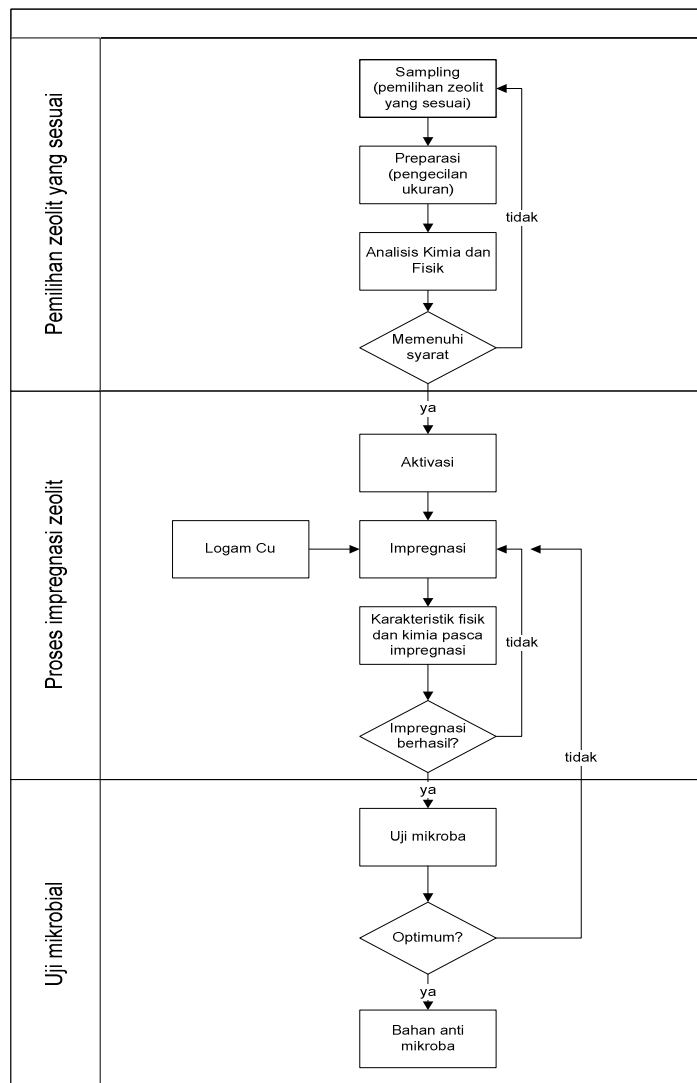 Pemilihan zeolit yang sesuai
Sampling
(pemilihan zeolit
yang sesuai)
Preparasi
(pengecilan
ukuran)
tidak
Analisis Kimia dan
Fisik
Memenuhi
syarat
ya
Proses impregnasi zeolit
Aktivasi
Logam Cu
Impregnasi
Karakteristik fisik
dan kimia pasca
impregnasi
tidak
Impregnasi
berhasil?
tidak
ya
Uji mikrobial
Uji mikroba
Optimum?
ya
Bahan anti
mikroba